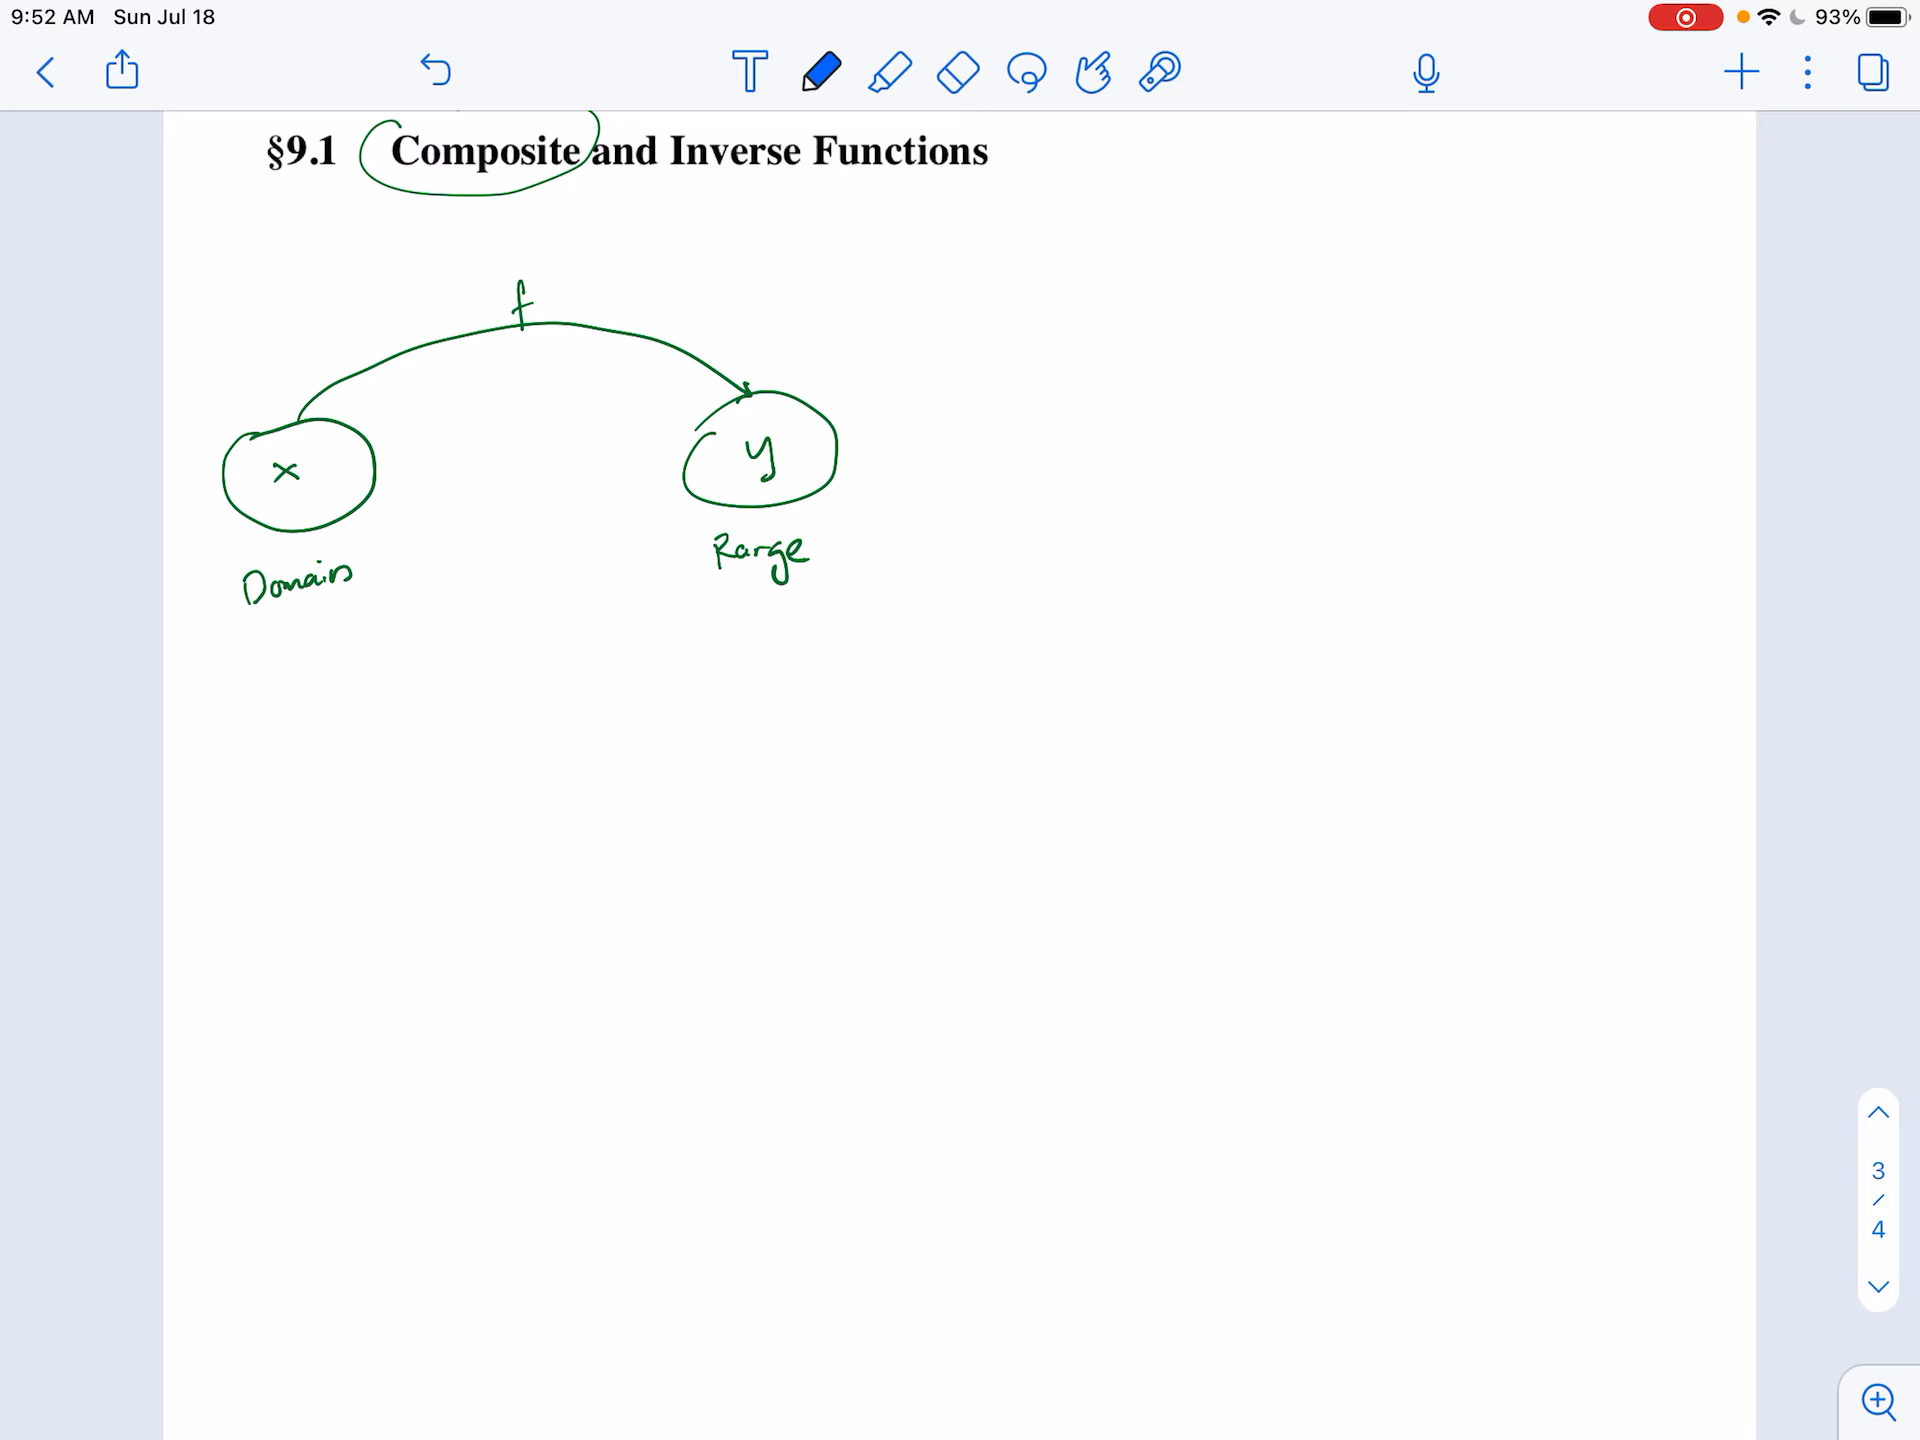 9:52 AM Sun Jul 18
93%
T
§9.1 Composite and Inverse Functions
f
x
y
Range
Domain
3
/
4